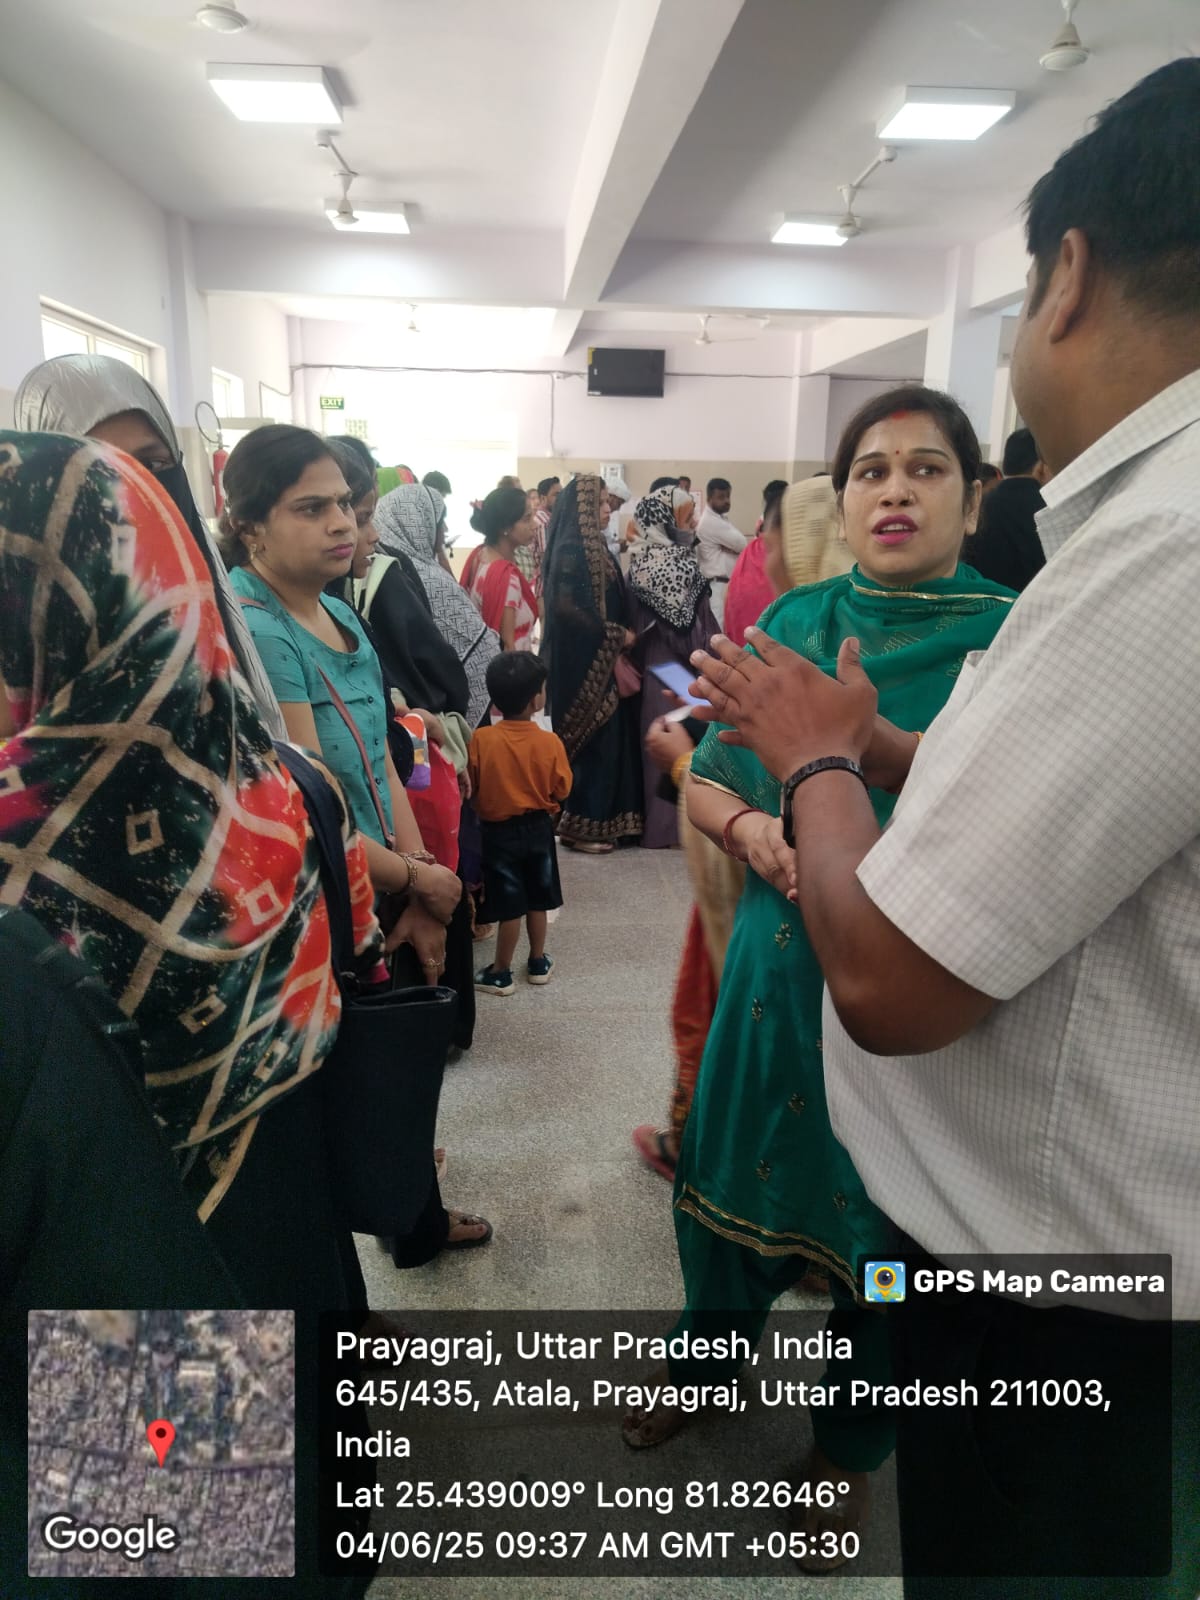 EXIT
GPS Map Camera
Prayagraj, Uttar Pradesh, India
645/435, Atala, Prayagraj, Uttar Pradesh 211003,
India
Lat 25.439009° Long 81.82646°
04/06/25 09:37 AM GMT +05:30
Google